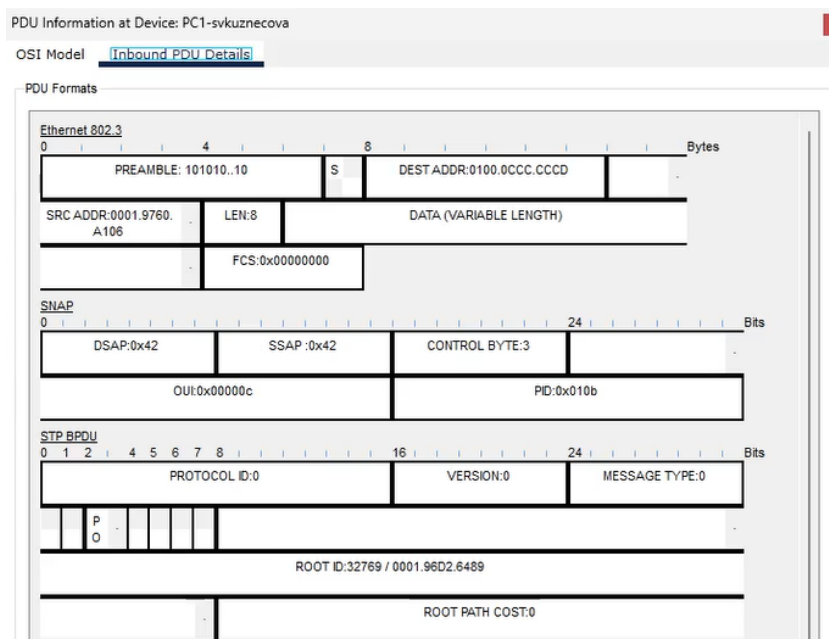 PDU Information at Device: PC1-svkuznecova
OSI Model Inbound PDU Details
PDU Formats
Ethernet 802.3
0 4 8 Bytes
PREAMBLE: 101010..10 S DEST ADDR:0100.0CCC.CCCD
SRC ADDR:0001.9760.
A106 LEN:8 DATA (VARIABLE LENGTH)
FCS:0x00000000
SNAP
0 24 Bits
DSAP:0x42 SSAP :0x42 CONTROL BYTE:3
OUI:0x00000c PID:0x010b
STP BPDU
0 1 2 4 5 6 7 8 16 24 Bits
PROTOCOL ID:0 VERSION:0 MESSAGE TYPE:0
P
O
ROOT ID:32769 / 0001.96D2.6489
ROOT PATH COST:0